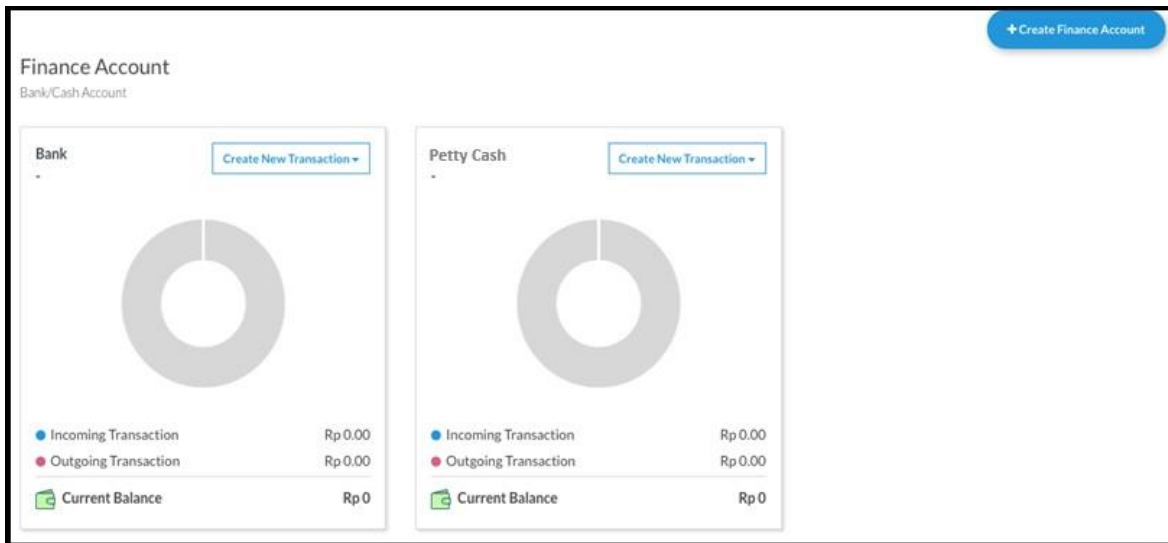 +Create Finance Account
Finance Account
Bank/Cash Account
Bank
Create New Transaction
-
Incoming Transaction Rp 0.00
Outgoing Transaction Rp 0.00
Current Balance Rp 0
Petty Cash
Create New Transaction
-
Incoming Transaction Rp 0.00
Outgoing Transaction Rp 0.00
Current Balance Rp 0